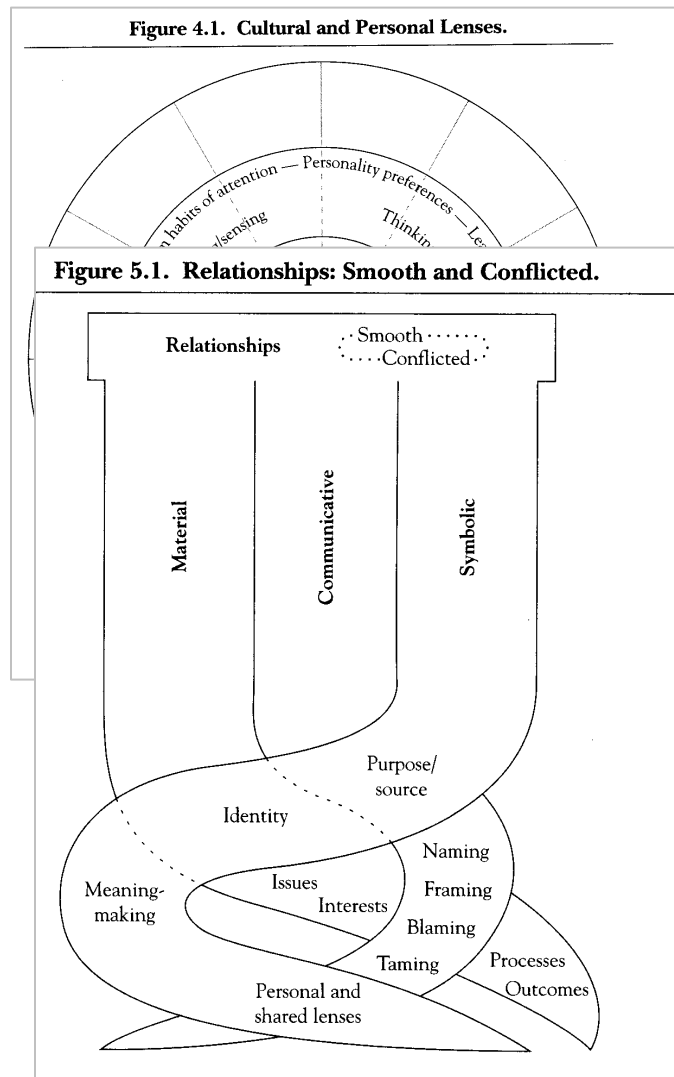 Figure 4.1. Cultural and Personal Lenses.
habits of attention — Personality preferences —
sensing
Figure 5.1. Relationships: Smooth and Conflicted.
Relationships
Smooth
Conflicted
Material
Communicative
Symbolic
Purpose/
source
Identity
Meaning-
making
Issues
Interests
Naming
Framing
Blaming
Taming
Processes
Outcomes
Personal and
shared lenses